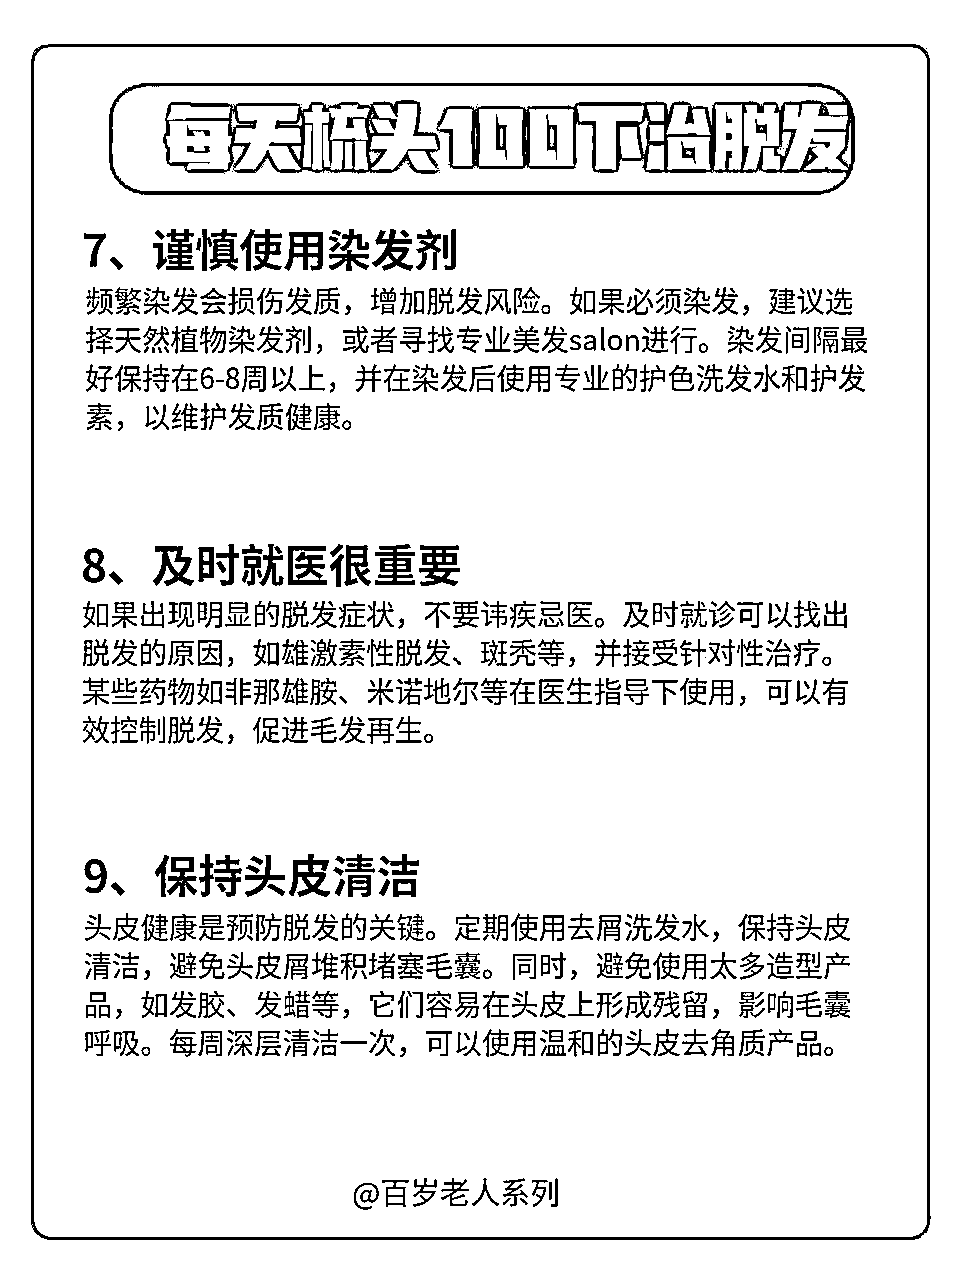 每天梳头100下治脱发
7、谨慎使用染发剂
频繁染发会损伤发质，增加脱发风险。如果必须染发，建议选
择天然植物染发剂，或者寻找专业美发salon进行。染发间隔最
好保持在6-8周以上，并在染发后使用专业的护色洗发水和护发
素，以维护发质健康。
8、及时就医很重要
如果出现明显的脱发症状，不要讳疾忌医。及时就诊可以找出
脱发的原因，如雄激素性脱发、斑秃等，并接受针对性治疗。
某些药物如非那雄胺、米诺地尔等在医生指导下使用，可以有
效控制脱发，促进毛发再生。
9、保持头皮清洁
头皮健康是预防脱发的关键。定期使用去屑洗发水，保持头皮
清洁，避免头皮屑堆积堵塞毛囊。同时，避免使用太多造型产
品，如发胶、发蜡等，它们容易在头皮上形成残留，影响毛囊
呼吸。每周深层清洁一次，可以使用温和的头皮去角质产品。
@百岁老人系列